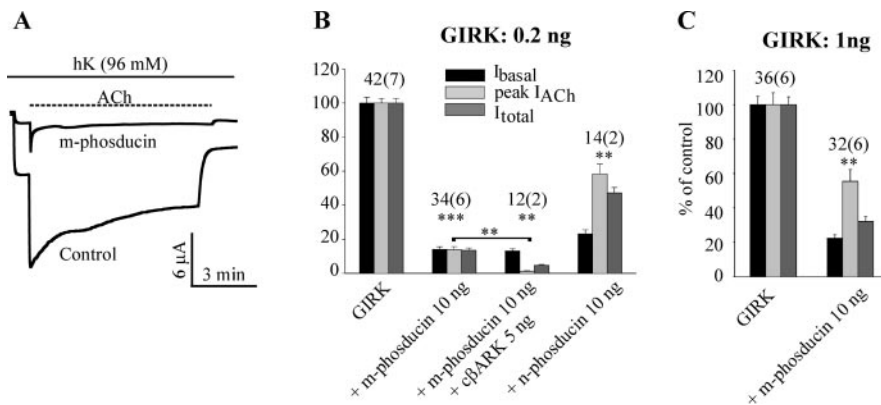 A
hK (96 mM)
ACh
m-phosducin
Control
6 μA
3 min
B
GIRK: 0.2 ng
120
100
80
60
40
20
0
42(7)
I basal
peak I ACh
I total
34(6)
***
12(2)
**
**
14(2)
**
GIRK
+ m-phosducin 10 ng
+ m-phosducin 10 ng
+ cβARK 5 ng
+ n-phosducin 10 ng
C
GIRK: 1ng
% of control
120
100
80
60
40
20
0
36(6)
32(6)
**
GIRK
+ m-phosducin 10 ng